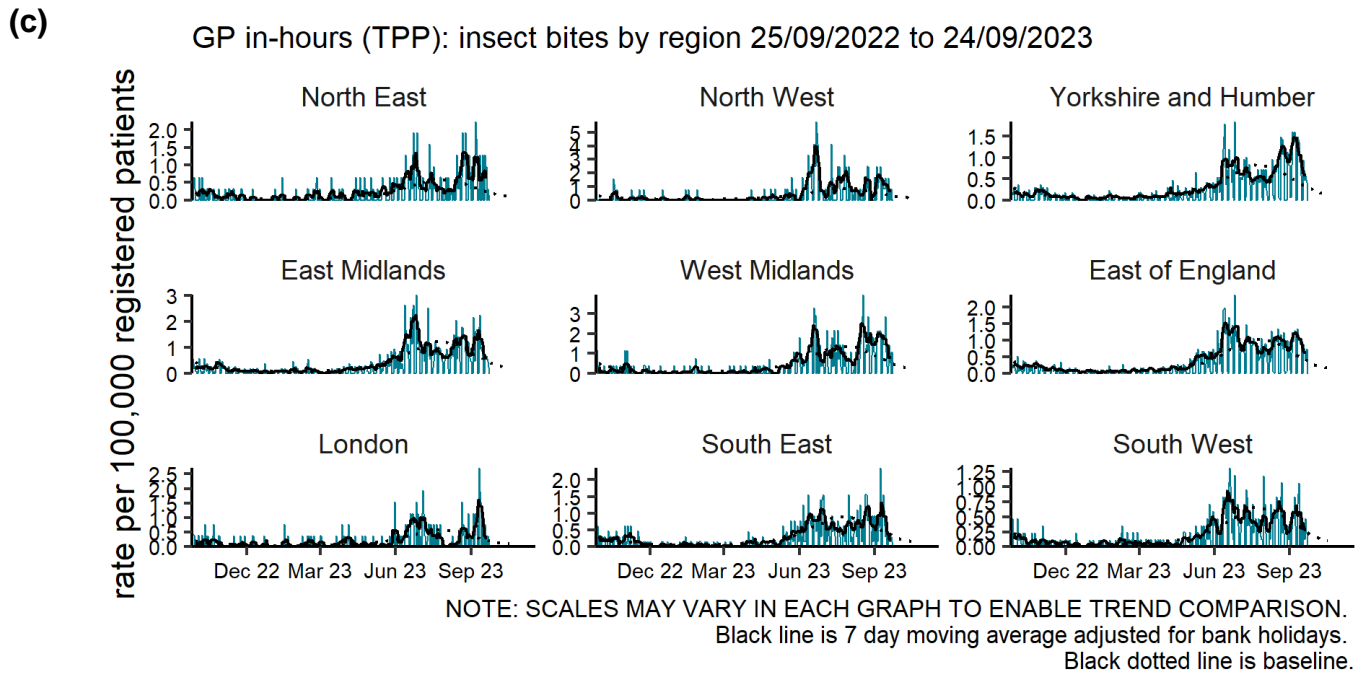 (c)
GP in-hours (TPP): insect bites by region 25/09/2022 to 24/09/2023
rate per 100,000 registered patients
North East
North West
Yorkshire and Humber
2.0
1.5
1.0
0.5
0.0
5
4
3
2
1
0
1.5
1.0
0.5
0.0
East Midlands
West Midlands
East of England
3
2
1
0
3
2
1
0
2.0
1.5
1.0
0.5
0.0
London
South East
South West
2.5
2.0
1.5
1.0
0.5
0.0
2.0
1.5
1.0
0.5
0.0
1.25
1.00
0.75
0.50
0.25
0.00
Dec 22 Mar 23 Jun 23 Sep 23
Dec 22 Mar 23 Jun 23 Sep 23
Dec 22 Mar 23 Jun 23 Sep 23
NOTE: SCALES MAY VARY IN EACH GRAPH TO ENABLE TREND COMPARISON.
Black line is 7 day moving average adjusted for bank holidays.
Black dotted line is baseline.